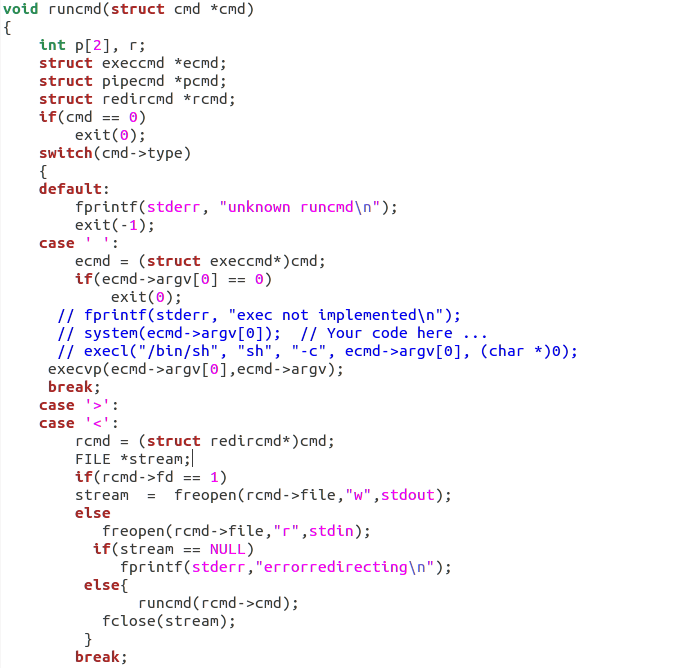 void runcmd(struct cmd *cmd)
{
    int p[2], r;
    struct execcmd *ecmd;
    struct pipecmd *pcmd;
    struct redircmd *rcmd;
    if(cmd == 0)
        exit(0);
    switch(cmd->type)
    {
    default:
        fprintf(stderr, "unknown runcmd\n");
        exit(-1);
    case ' ':
        ecmd = (struct execcmd*)cmd;
        if(ecmd->argv[0] == 0)
            exit(0);
      // fprintf(stderr, "exec not implemented\n");
      // system(ecmd->argv[0]);  // Your code here ...
      // execl("/bin/sh", "sh", "-c", ecmd->argv[0], (char *)0);
     execvp(ecmd->argv[0],ecmd->argv);
     break;
    case '>':
    case '<':
        rcmd = (struct redircmd*)cmd;
        FILE *stream;
        if(rcmd->fd == 1)
        stream  =  freopen(rcmd->file,"w",stdout);
        else
           freopen(rcmd->file,"r",stdin);
          if(stream == NULL)
             fprintf(stderr,"errorredirecting\n");
         else{
               runcmd(rcmd->cmd);
           fclose(stream);
         }
        break;